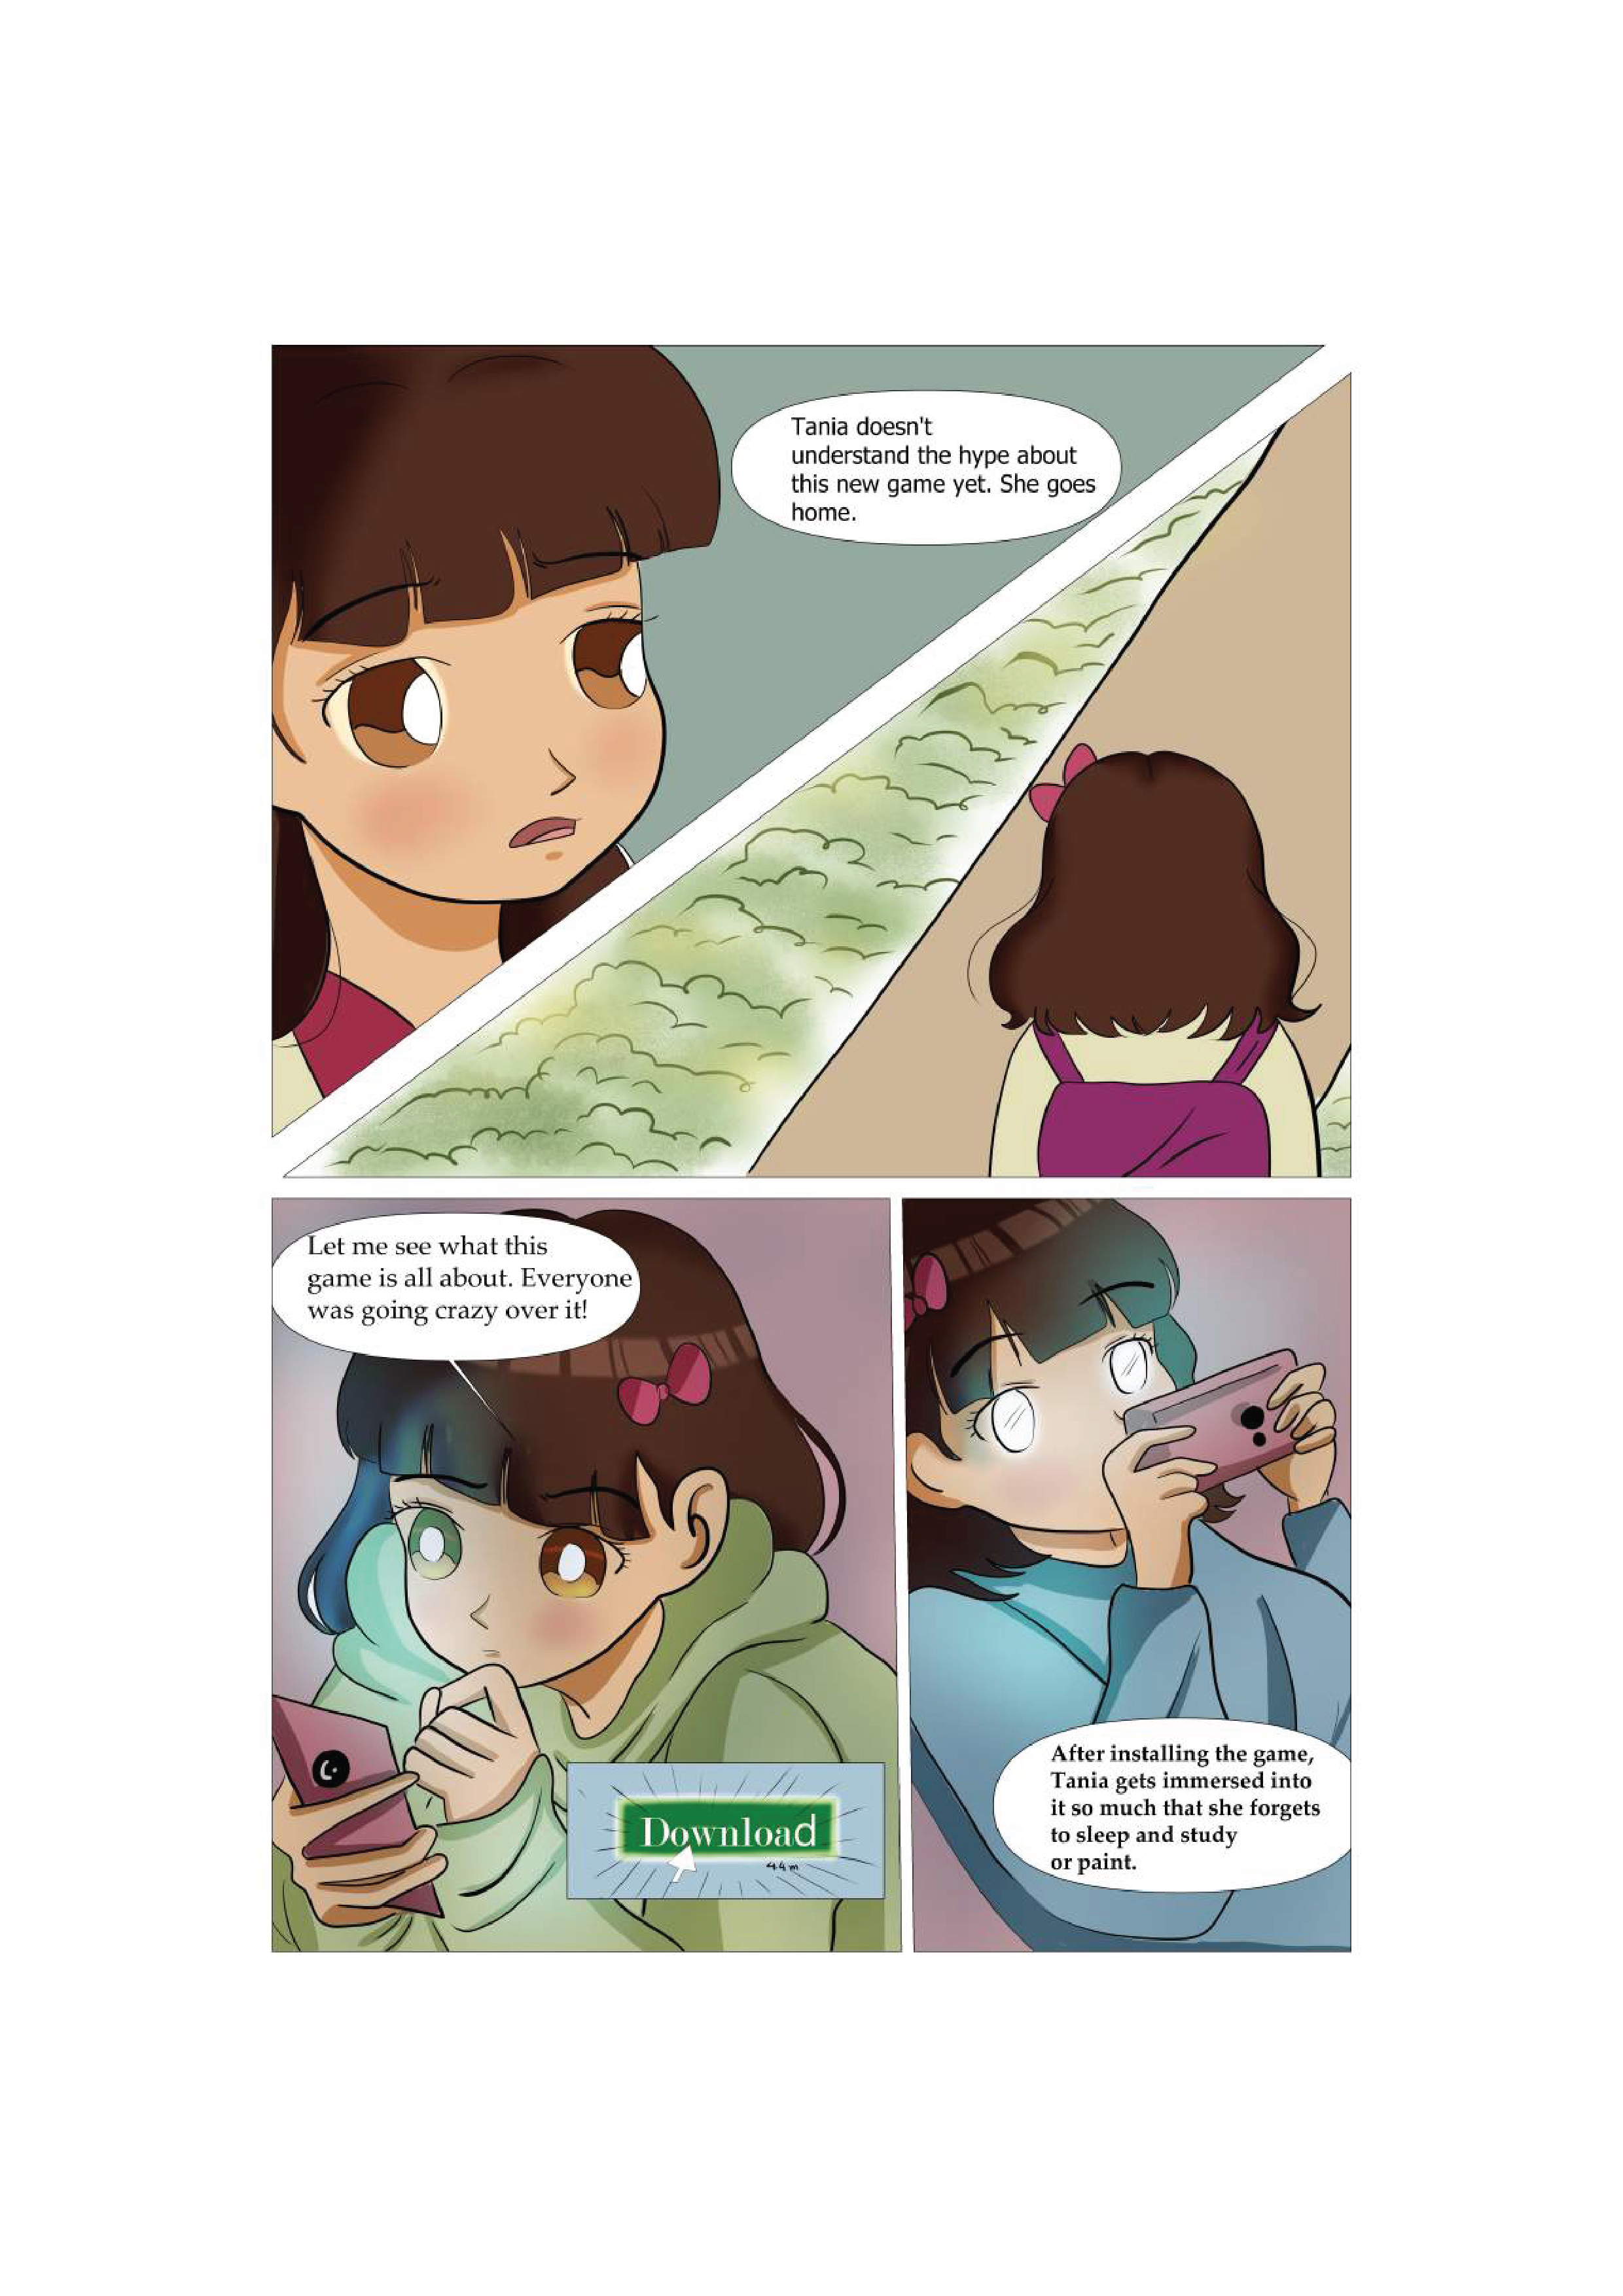 Tania doesn't
understand the hype about
this new game yet. She goes
home.
Let me see what this
game is all about. Everyone
was going crazy over it!
Download
44m
After installing the game,
Tania gets immersed into
it so much that she forgets
to sleep and study
or paint.